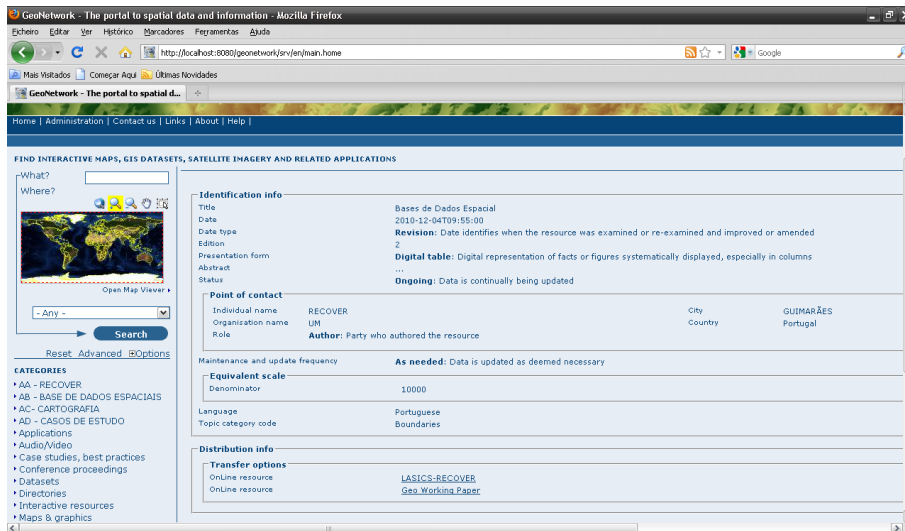 GeoNetwork - The portal to spatial data and information - Mozilla Firefox
Ficheiro Editar Ver Histórico Marcadores Ferramentas Ajuda
http://localhost:8080/geonetwork/srv/en/main.home
Google
Mais Visitados Começar Aqui Últimas Novidades
GeoNetwork - The portal to spatial d...
Home | Administration | Contact us | Links | About | Help |
FIND INTERACTIVE MAPS, GIS DATASETS, SATELLITE IMAGERY AND RELATED APPLICATIONS
What?
Where?
Open Map Viewer
- Any -
Search
Reset Advanced Options
CATEGORIES
AA - RECOVER
AB - BASE DE DADOS ESPACIAIS
AC- CARTOGRAFIA
AD - CASOS DE ESTUDO
Applications
Audio/Video
Case studies, best practices
Conference proceedings
Datasets
Directories
Interactive resources
Maps & graphics
Identification info
Title Bases de Dados Espacial
Date 2010-12-04T09:55:00
Date type Revision: Date identifies when the resource was examined or re-examined and improved or amended
Edition 2
Presentation form Digital table: Digital representation of facts or figures systematically displayed, especially in columns
Abstract ...
Status Ongoing: Data is continually being updated
Point of contact
Individual name RECOVER City GUIMARÃES
Organisation name UM Country Portugal
Role Author: Party who authored the resource
Maintenance and update frequency As needed: Data is updated as deemed necessary
Equivalent scale
Denominator 10000
Language Portuguese
Topic category code Boundaries
Distribution info
Transfer options
OnLine resource LASICS-RECOVER
OnLine resource Geo Working Paper